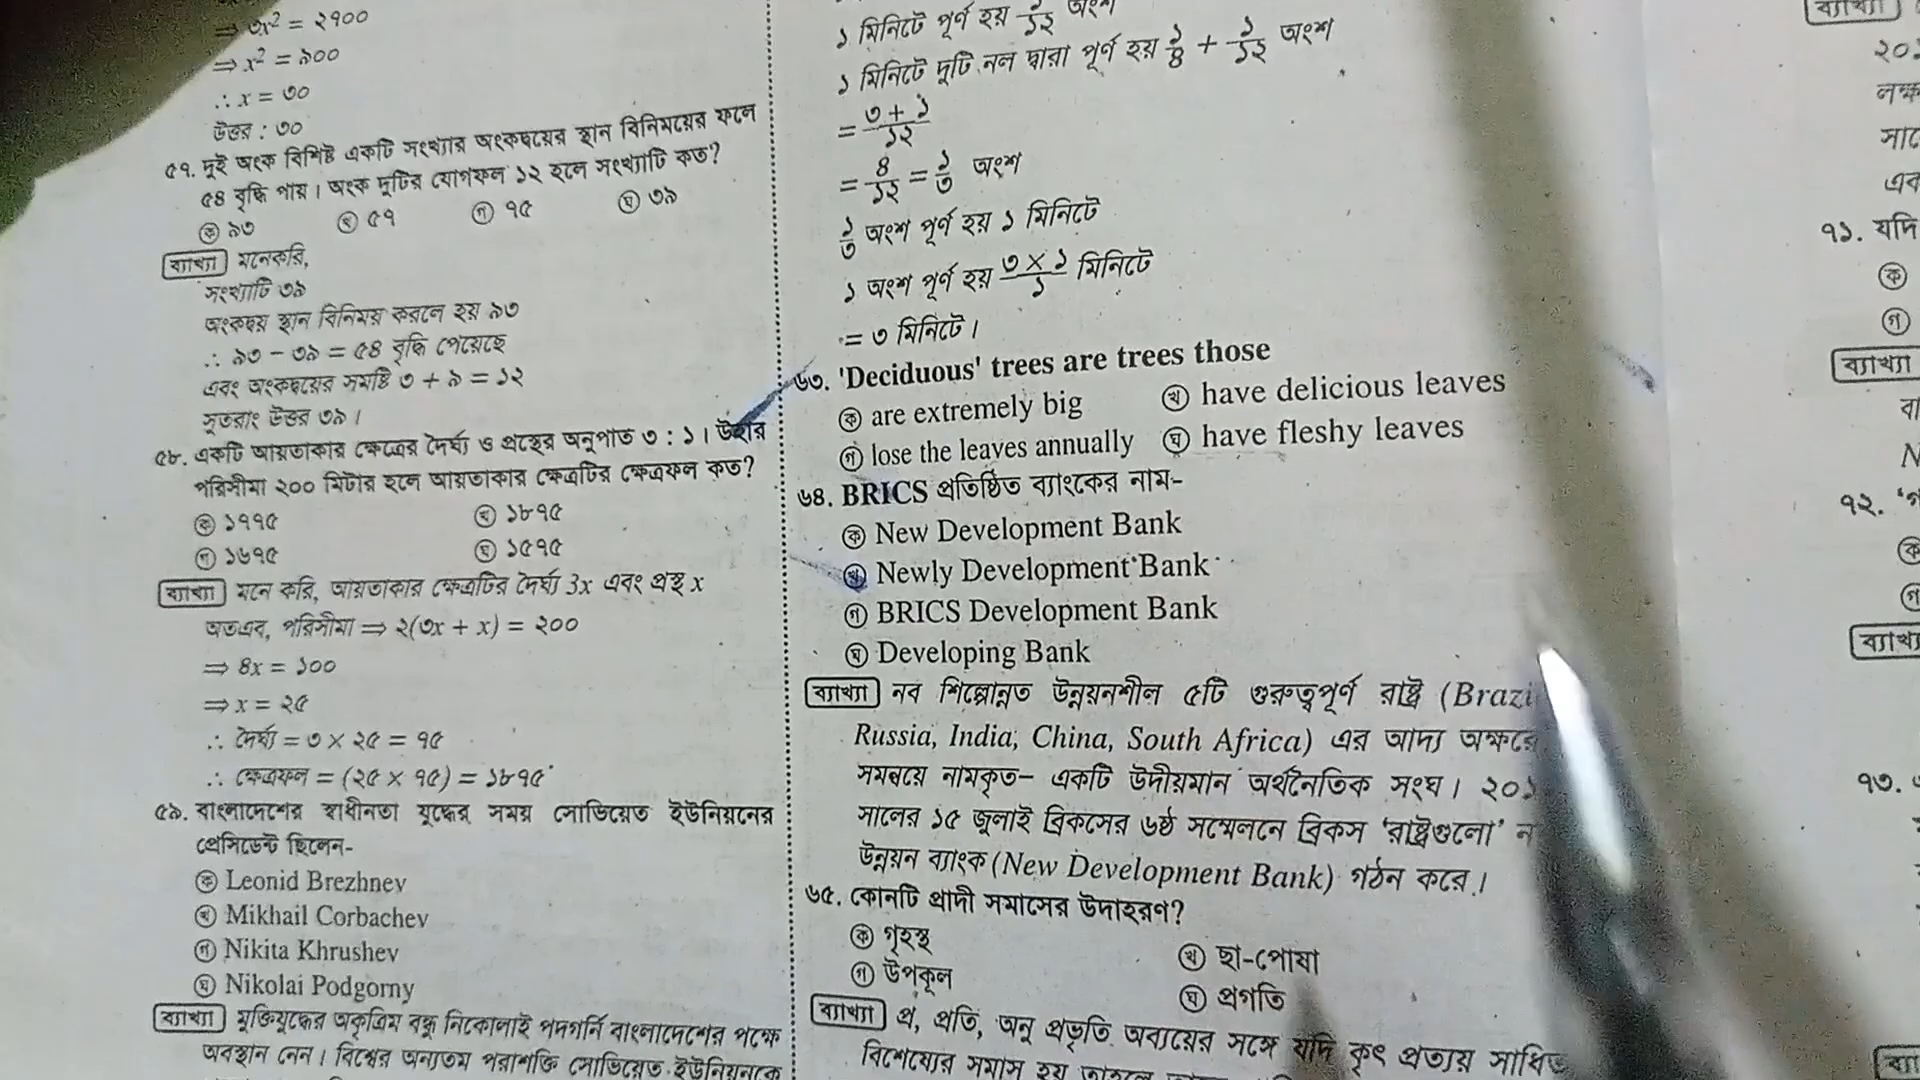 ⇒ ৩x² = ২৭০০
⇒ x² = ৯০০
∴ x = ৩০
উত্তর : ৩০
৫৭. দুই অংক বিশিষ্ট একটি সংখ্যার অংকদ্বয়ের স্থান বিনিময়ের ফলে
৫৪ বৃদ্ধি পায়। অংক দুটির যোগফল ১২ হলে সংখ্যাটি কত?
ক ৯৩ খ ৫৭ গ ৭৫ ঘ ৩৯
ব্যাখ্যা মনেকরি,
সংখ্যাটি ৩৯
অংকদ্বয় স্থান বিনিময় করলে হয় ৯৩
∴ ৯৩ − ৩৯ = ৫৪ বৃদ্ধি পেয়েছে
এবং অংকদ্বয়ের সমষ্টি ৩ + ৯ = ১২
সুতরাং উত্তর ৩৯।
৫৮. একটি আয়তাকার ক্ষেত্রের দৈর্ঘ্য ও প্রস্থের অনুপাত ৩ : ১। উহার
পরিসীমা ২০০ মিটার হলে আয়তাকার ক্ষেত্রটির ক্ষেত্রফল কত?
ক ১৭৭৫ খ ১৮৭৫
গ ১৬৭৫ ঘ ১৫৭৫
ব্যাখ্যা মনে করি, আয়তাকার ক্ষেত্রটির দৈর্ঘ্য 3x এবং প্রস্থ x
অতএব, পরিসীমা ⇒ ২(৩x + x) = ২০০
⇒ ৪x = ১০০
⇒ x = ২৫
∴ দৈর্ঘ্য = ৩ × ২৫ = ৭৫
∴ ক্ষেত্রফল = (২৫ × ৭৫) = ১৮৭৫
৫৯. বাংলাদেশের স্বাধীনতা যুদ্ধের সময় সোভিয়েত ইউনিয়নের
প্রেসিডেন্ট ছিলেন-
ক Leonid Brezhnev
খ Mikhail Corbachev
গ Nikita Khrushev
ঘ Nikolai Podgorny
ব্যাখ্যা মুক্তিযুদ্ধের অকৃত্রিম বন্ধু নিকোলাই পদগর্নি বাংলাদেশের পক্ষে
অবস্থান নেন। বিশ্বের অন্যতম পরাশক্তি সোভিয়েত ইউনিয়নকে
১ মিনিটে পূর্ণ হয় ১/১২ অংশ
১ মিনিটে দুটি নল দ্বারা পূর্ণ হয় ১/৪ + ১/১২ অংশ
= ৩ + ১/১২
= ৪/১২ = ১/৩ অংশ
১/৩ অংশ পূর্ণ হয় ১ মিনিটে
১ অংশ পূর্ণ হয় ৩ × ১/১ মিনিটে
= ৩ মিনিটে।
৬৩. 'Deciduous' trees are trees those
ক are extremely big খ have delicious leaves
গ lose the leaves annually ঘ have fleshy leaves
৬৪. BRICS প্রতিষ্ঠিত ব্যাংকের নাম-
ক New Development Bank
খ Newly Development Bank
গ BRICS Development Bank
ঘ Developing Bank
ব্যাখ্যা নব শিল্পোন্নত উন্নয়নশীল ৫টি গুরুত্বপূর্ণ রাষ্ট্র (Brazi
Russia, India, China, South Africa) এর আদ্য অক্ষরে
সমন্বয়ে নামকৃত- একটি উদীয়মান অর্থনৈতিক সংঘ। ২০১
সালের ১৫ জুলাই ব্রিকসের ৬ষ্ঠ সম্মেলনে ব্রিকস 'রাষ্ট্রগুলো' ন
উন্নয়ন ব্যাংক (New Development Bank) গঠন করে।
৬৫. কোনটি প্রাদী সমাসের উদাহরণ?
ক গৃহস্থ খ ছা-পোষা
গ উপকূল ঘ প্রগতি
ব্যাখ্যা প্র, প্রতি, অনু প্রভৃতি অব্যয়ের সঙ্গে যদি কৃৎ প্রত্যয় সাধিত
বিশেষ্যের সমাস হয় তাহলে
ব্যাখ্যা
২০১
লক্ষ
সাে
এব
৭১. যদি
ক
গ
ব্যাখ্যা
বা
N
৭২.
ক
গ
ব্যাখ্যা
৭৩.